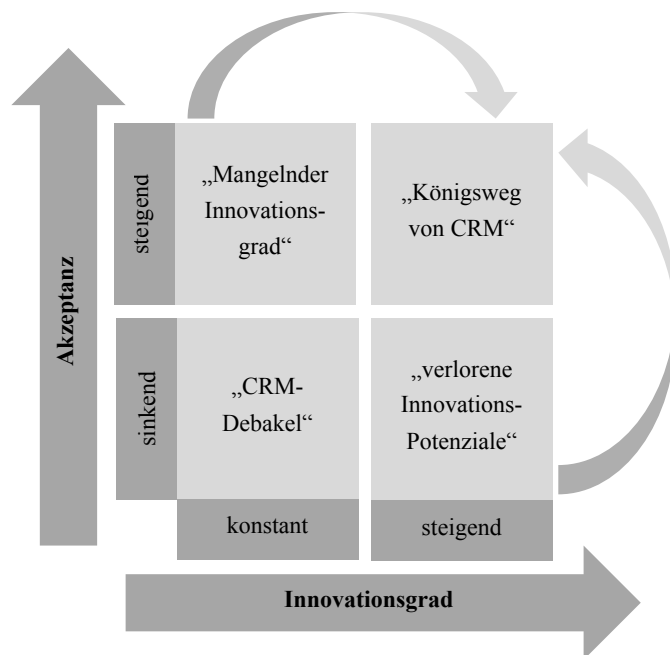 Akzeptanz
steigend
„Mangelnder
Innovations-
grad“
„Königsweg
von CRM“
sinkend
„CRM-
Debakel“
„verlorene
Innovations-
Potenziale“
konstant
steigend
Innovationsgrad